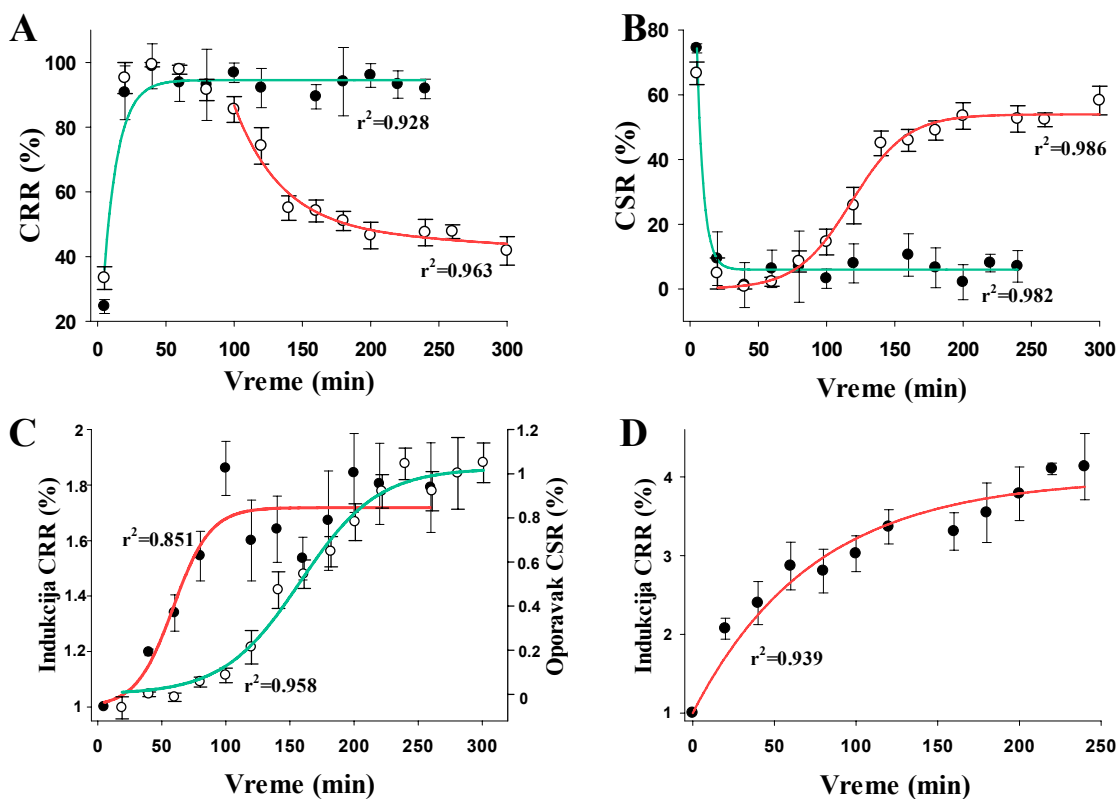 A
CRR (%)
100
80
60
40
20
r²=0.928
r²=0.963
0 50 100 150 200 250 300
Vreme (min)
B
CSR (%)
80
60
40
20
0
r²=0.986
r²=0.982
0 50 100 150 200 250 300
Vreme (min)
C
Indukcija CRR (%)
2
1.8
1.6
1.4
1.2
1
r²=0.851
r²=0.958
1.2
1
0.8
0.6
0.4
0.2
0
Oporavak CSR (%)
0 50 100 150 200 250 300
Vreme (min)
D
Indukcija CRR (%)
4
3
2
1
r²=0.939
0 50 100 150 200 250
Vreme (min)